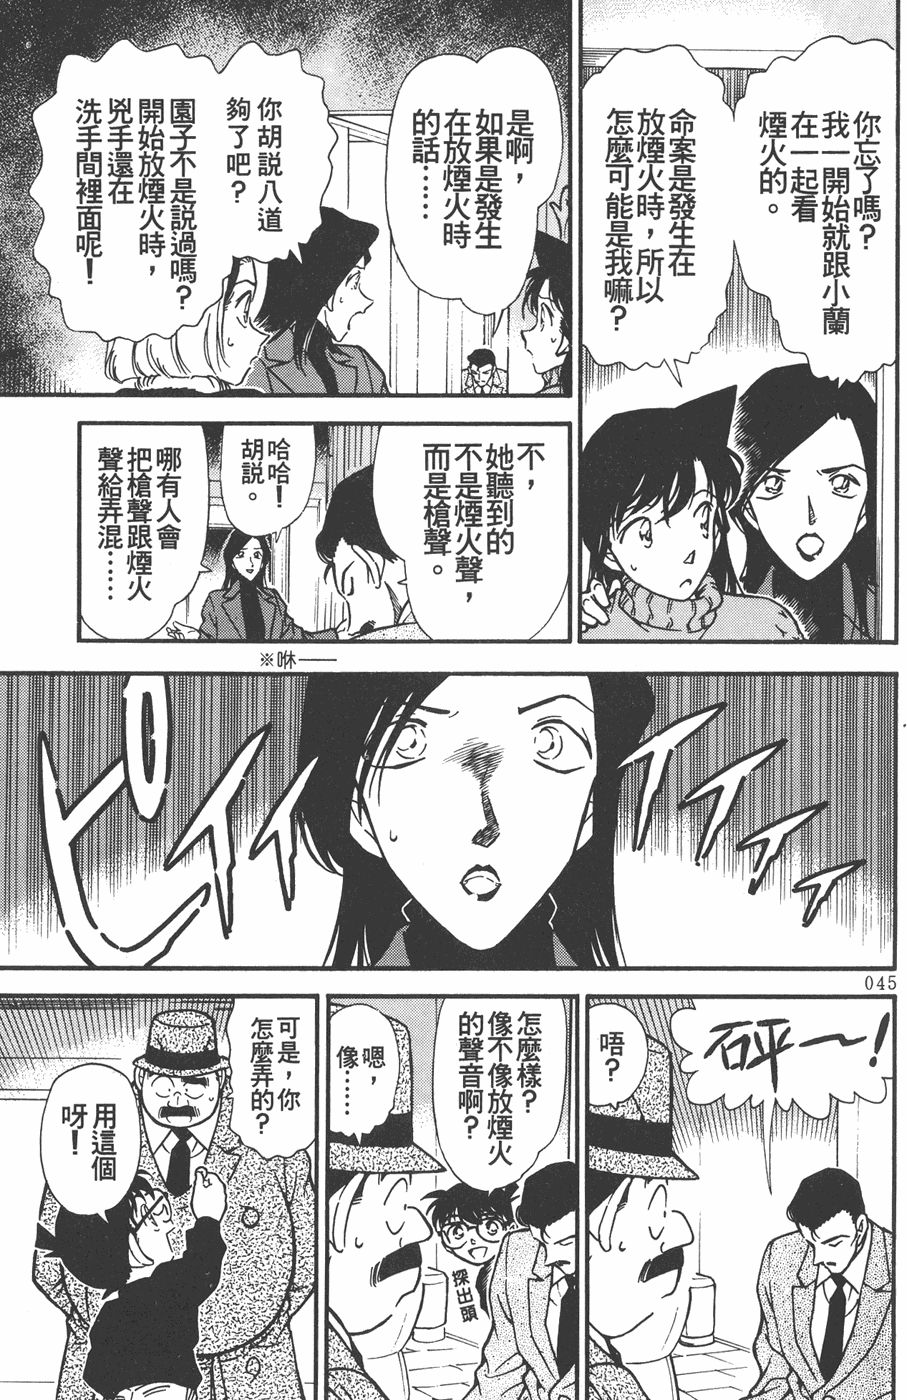 你忘了嗎？
我一開始就跟小蘭
在一起看
煙火的。
命案是發生在
放煙火時，所以
怎麼可能是我嘛？
是啊，
如果是發生
在放煙火時
的話……
你胡說八道
夠了吧？
園子不是說過嗎？
開始放煙火時，
兇手還在
洗手間裡面呢！
不，
她聽到的
不是煙火聲，
而是槍聲。
哈哈！
胡說。
哪有人會
把槍聲跟煙火
聲給弄混……
※咻——
ピイイイイイイ
045
砰～！
唔？
怎麼樣？
像不像放煙火
的聲音啊？
探出頭
嗯，
像……
可是，你
怎麼弄的？
用這個
呀！